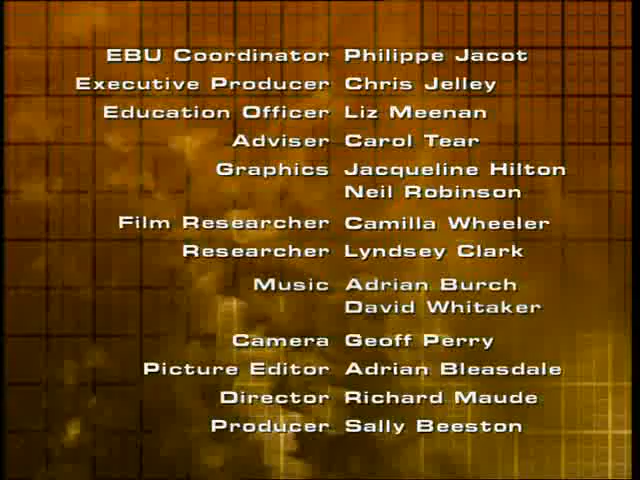 EBU Coordinator Philippe Jacot
Executive Producer Chris Jelley
Education Officer Liz Meenan
Adviser Carol Tear
Graphics Jacqueline Hilton
Neil Robinson
Film Researcher Camilla Wheeler
Researcher Lyndsey Clark
Music Adrian Burch
David Whitaker
Camera Geoff Perry
Picture Editor Adrian Bleasdale
Director Richard Maude
Producer Sally Beeston